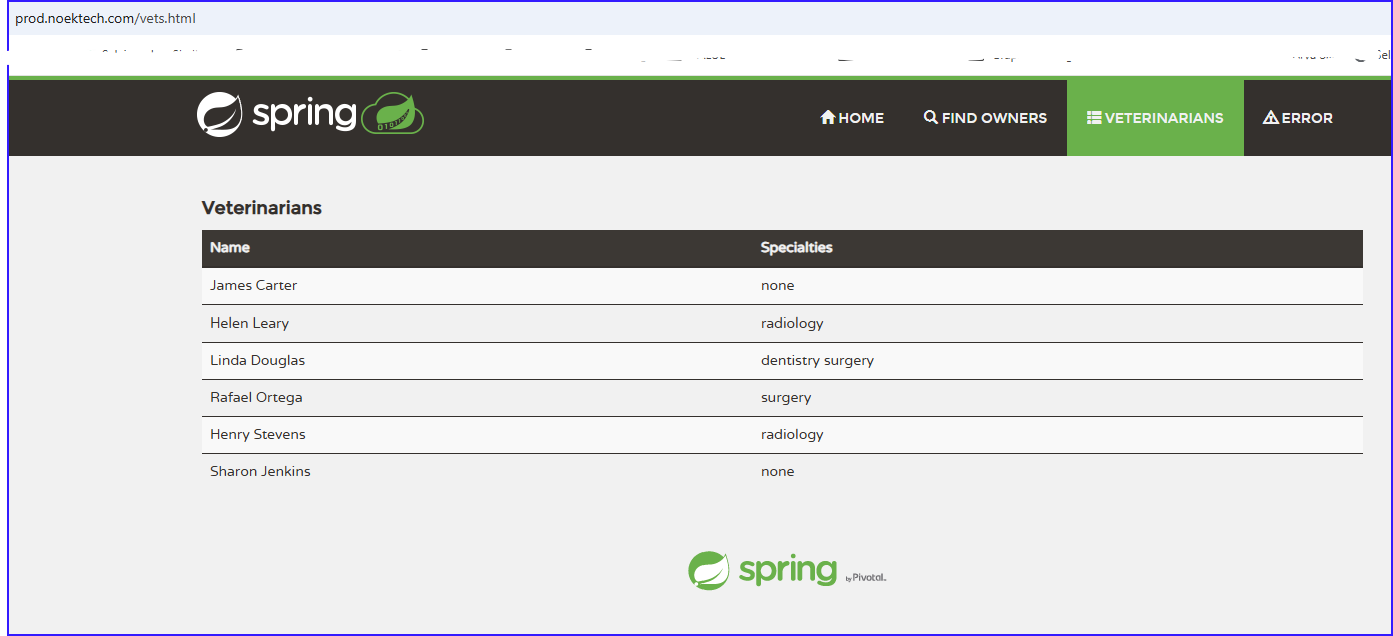 prod.noektech.com/vets.html
spring
HOME FIND OWNERS VETERINARIANS ERROR
Veterinarians
Name Specialties
James Carter none
Helen Leary radiology
Linda Douglas dentistry surgery
Rafael Ortega surgery
Henry Stevens radiology
Sharon Jenkins none
spring by Pivotal.